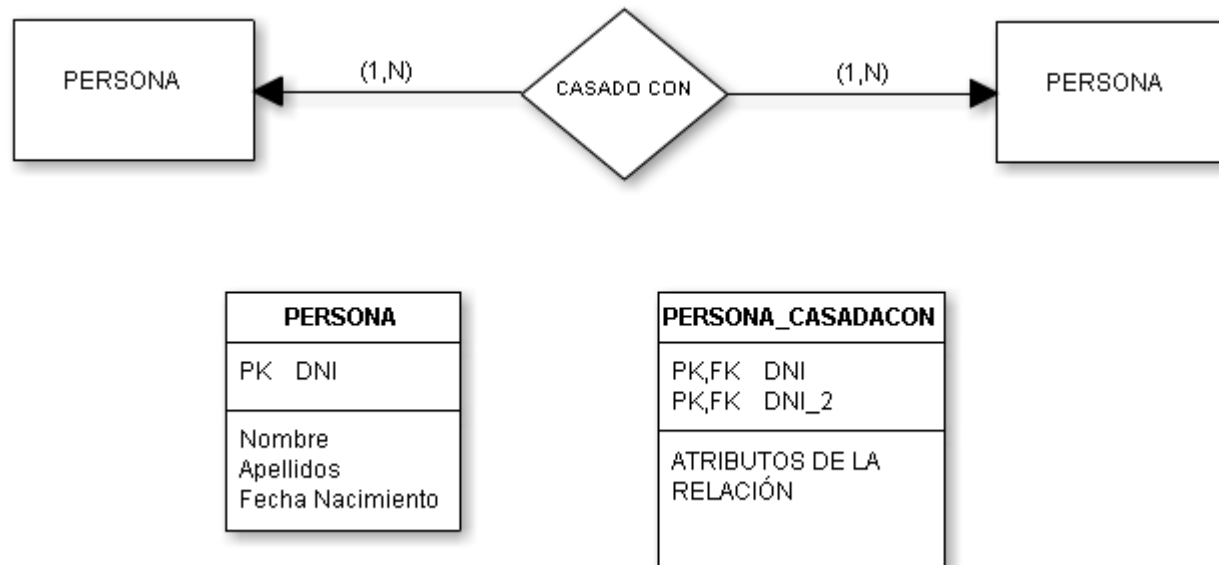 PERSONA
(1,N)
CASADO CON
(1,N)
PERSONA
PERSONA
PK DNI
Nombre
Apellidos
Fecha Nacimiento
PERSONA_CASADACON
PK,FK DNI
PK,FK DNI_2
ATRIBUTOS DE LA
RELACIÓN